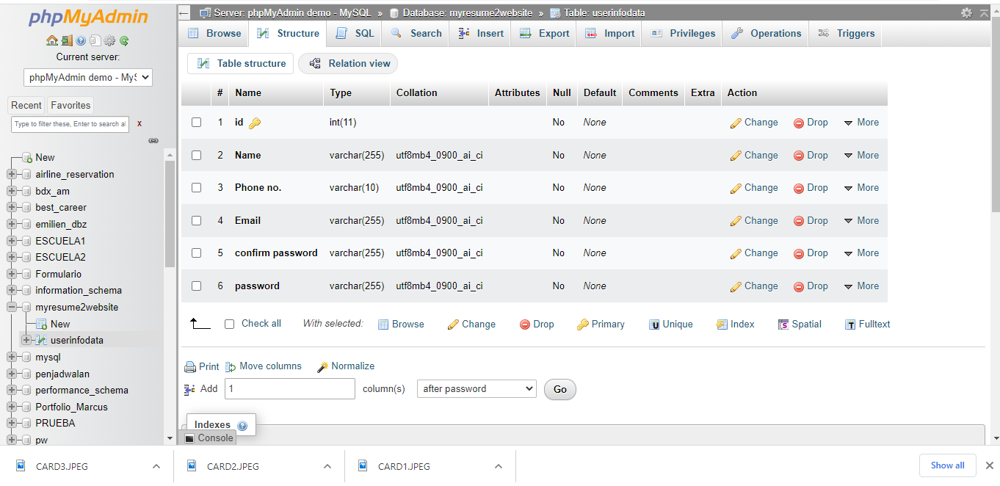 phpMyAdmin
Current server:
phpMyAdmin demo - MyS
Recent Favorites
Type to filter these, Enter to search al x
New
airline_reservation
bdx_am
best_career
emilien_dbz
ESCUELA1
ESCUELA2
Formulario
information_schema
myresume2website
New
userinfodata
mysql
penjadwalan
performance_schema
Portfolio_Marcus
PRUEBA
pw
Server: phpMyAdmin demo - MySQL » Database: myresume2website » Table: userinfodata
Browse Structure SQL Search Insert Export Import Privileges Operations Triggers
Table structure Relation view
# Name Type Collation Attributes Null Default Comments Extra Action
1 id int(11) No None Change Drop More
2 Name varchar(255) utf8mb4_0900_ai_ci No None Change Drop More
3 Phone no. varchar(10) utf8mb4_0900_ai_ci No None Change Drop More
4 Email varchar(255) utf8mb4_0900_ai_ci No None Change Drop More
5 confirm password varchar(255) utf8mb4_0900_ai_ci No None Change Drop More
6 password varchar(255) utf8mb4_0900_ai_ci No None Change Drop More
Check all With selected: Browse Change Drop Primary Unique Index Spatial Fulltext
Print Move columns Normalize
Add 1 column(s) after password Go
Indexes
Console
CARD3.JPEG CARD2.JPEG CARD1.JPEG Show all